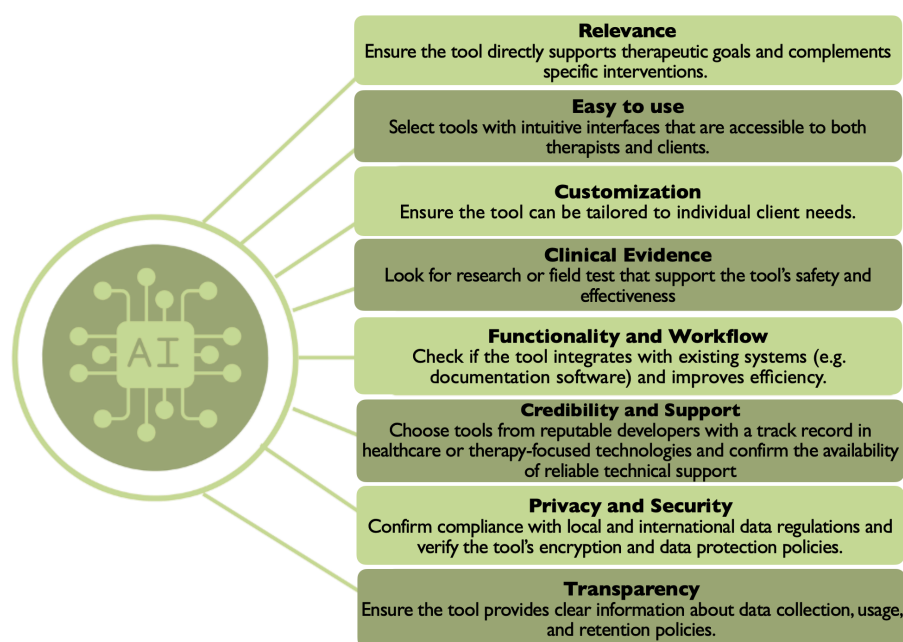 AI
Relevance
Ensure the tool directly supports therapeutic goals and complements
specific interventions.
Easy to use
Select tools with intuitive interfaces that are accessible to both
therapists and clients.
Customization
Ensure the tool can be tailored to individual client needs.
Clinical Evidence
Look for research or field test that support the tool’s safety and
effectiveness
Functionality and Workflow
Check if the tool integrates with existing systems (e.g.
documentation software) and improves efficiency.
Credibility and Support
Choose tools from reputable developers with a track record in
healthcare or therapy-focused technologies and confirm the availability
of reliable technical support
Privacy and Security
Confirm compliance with local and international data regulations and
verify the tool’s encryption and data protection policies.
Transparency
Ensure the tool provides clear information about data collection, usage,
and retention policies.